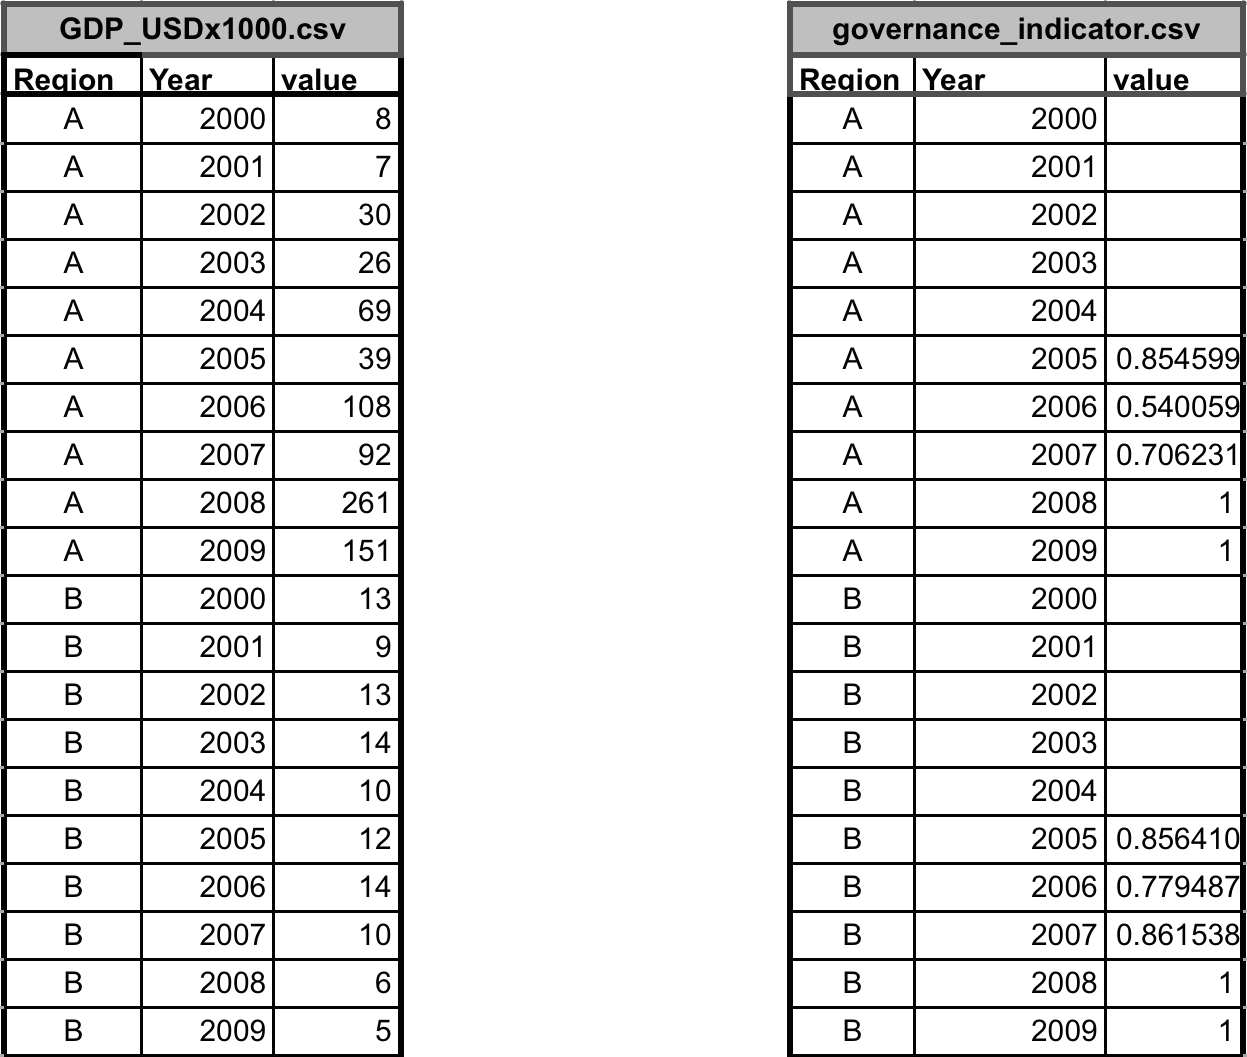 GDP_USDx1000.csv governance_indicator.csv
Region Year value Region Year value
A 2000 8 A 2000
A 2001 7 A 2001
A 2002 30 A 2002
A 2003 26 A 2003
A 2004 69 A 2004
A 2005 39 A 2005 0.854599
A 2006 108 A 2006 0.540059
A 2007 92 A 2007 0.706231
A 2008 261 A 2008 1
A 2009 151 A 2009 1
B 2000 13 B 2000
B 2001 9 B 2001
B 2002 13 B 2002
B 2003 14 B 2003
B 2004 10 B 2004
B 2005 12 B 2005 0.856410
B 2006 14 B 2006 0.779487
B 2007 10 B 2007 0.861538
B 2008 6 B 2008 1
B 2009 5 B 2009 1